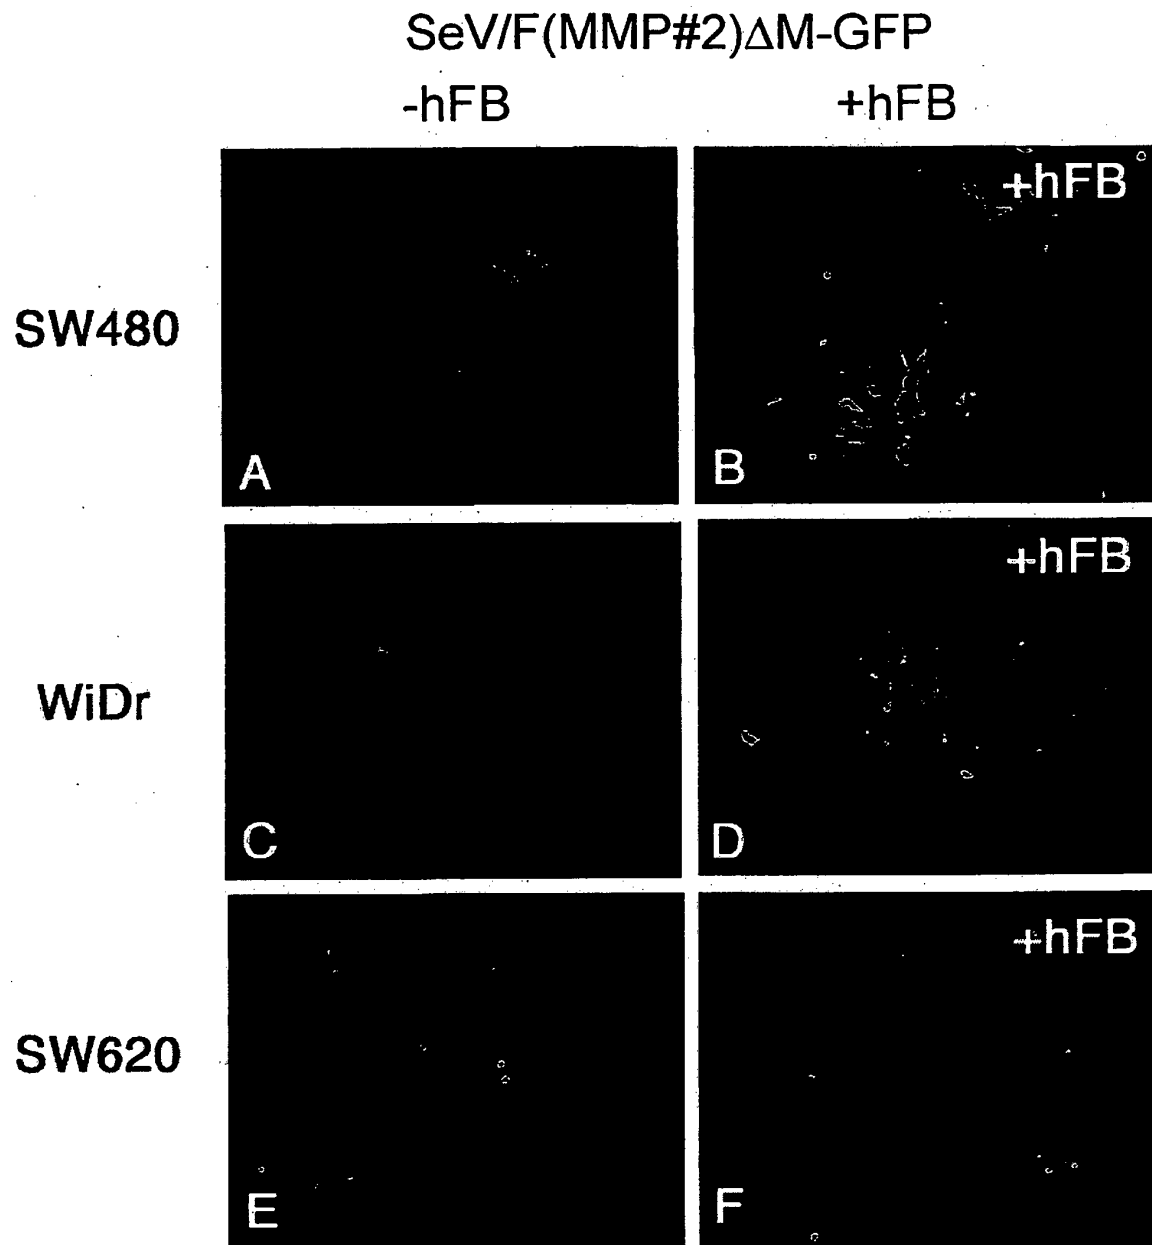 SeV/F(MMP#2)ΔM-GFP
-hFB +hFB
+hFB
SW480
A B
+hFB
WiDr
C D
+hFB
SW620
E F